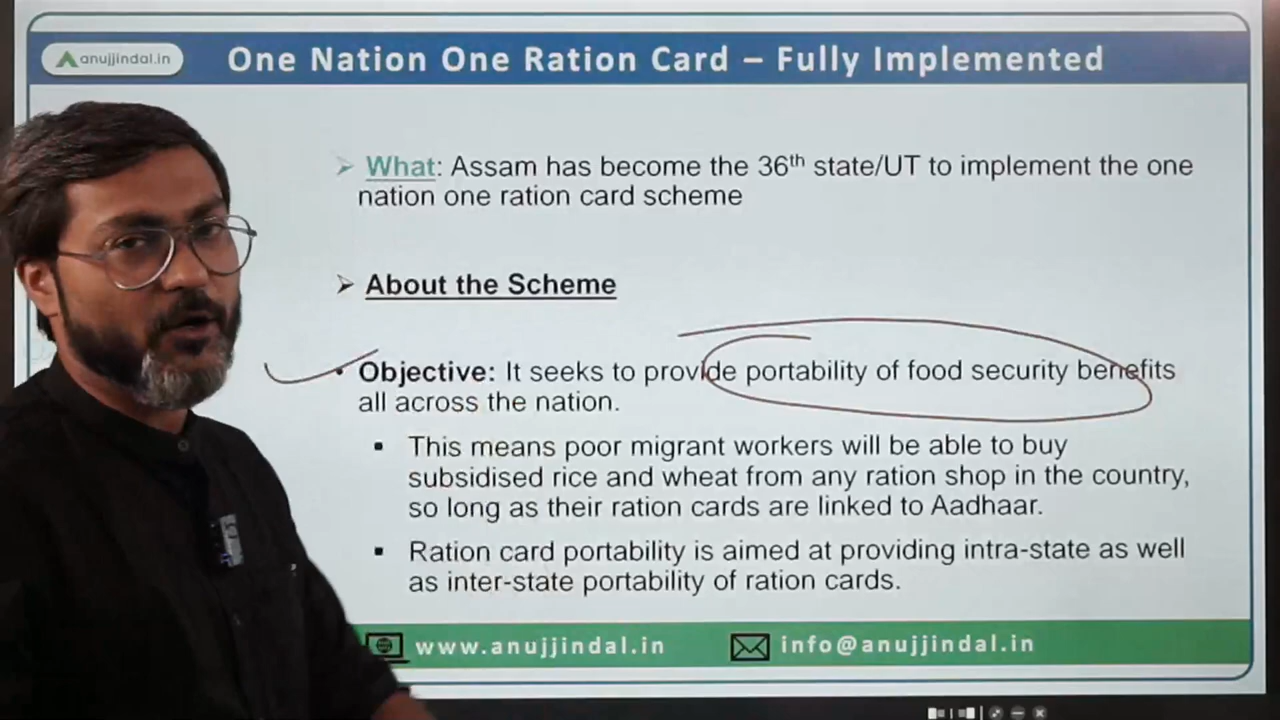 anujjindal.in
One Nation One Ration Card – Fully Implemented
➢ What: Assam has become the 36th state/UT to implement the one
nation one ration card scheme
➢ About the Scheme
• Objective: It seeks to provide portability of food security benefits
all across the nation.
▪ This means poor migrant workers will be able to buy
subsidised rice and wheat from any ration shop in the country,
so long as their ration cards are linked to Aadhaar.
▪ Ration card portability is aimed at providing intra-state as well
as inter-state portability of ration cards.
www.anujjindal.in
info@anujjindal.in